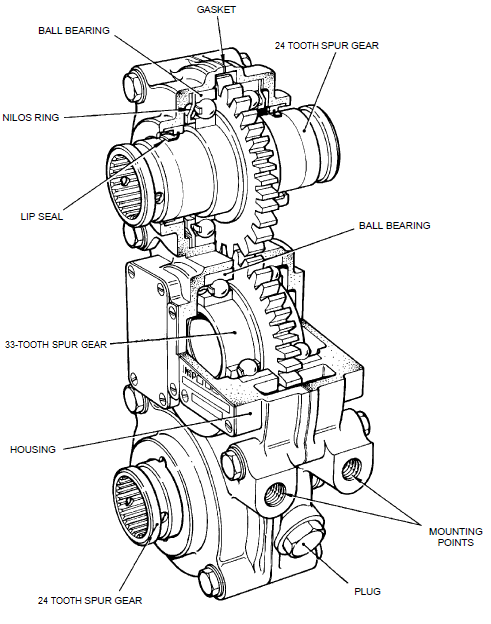 GASKET
BALL BEARING
24 TOOTH SPUR GEAR
NILOS RING
LIP SEAL
BALL BEARING
33-TOOTH SPUR GEAR
HOUSING
MOUNTING
POINTS
PLUG
24 TOOTH SPUR GEAR